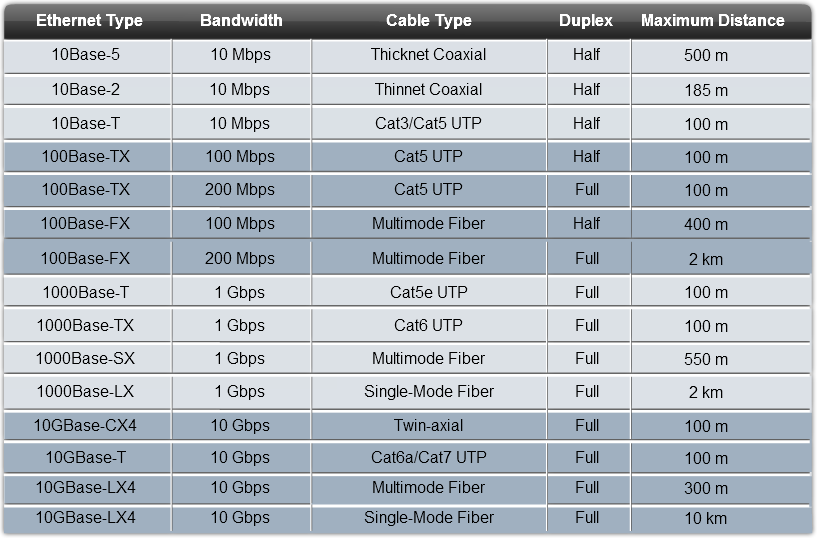 Ethernet Type Bandwidth Cable Type Duplex Maximum Distance
10Base-5 10 Mbps Thicknet Coaxial Half 500 m
10Base-2 10 Mbps Thinnet Coaxial Half 185 m
10Base-T 10 Mbps Cat3/Cat5 UTP Half 100 m
100Base-TX 100 Mbps Cat5 UTP Half 100 m
100Base-TX 200 Mbps Cat5 UTP Full 100 m
100Base-FX 100 Mbps Multimode Fiber Half 400 m
100Base-FX 200 Mbps Multimode Fiber Full 2 km
1000Base-T 1 Gbps Cat5e UTP Full 100 m
1000Base-TX 1 Gbps Cat6 UTP Full 100 m
1000Base-SX 1 Gbps Multimode Fiber Full 550 m
1000Base-LX 1 Gbps Single-Mode Fiber Full 2 km
10GBase-CX4 10 Gbps Twin-axial Full 100 m
10GBase-T 10 Gbps Cat6a/Cat7 UTP Full 100 m
10GBase-LX4 10 Gbps Multimode Fiber Full 300 m
10GBase-LX4 10 Gbps Single-Mode Fiber Full 10 km